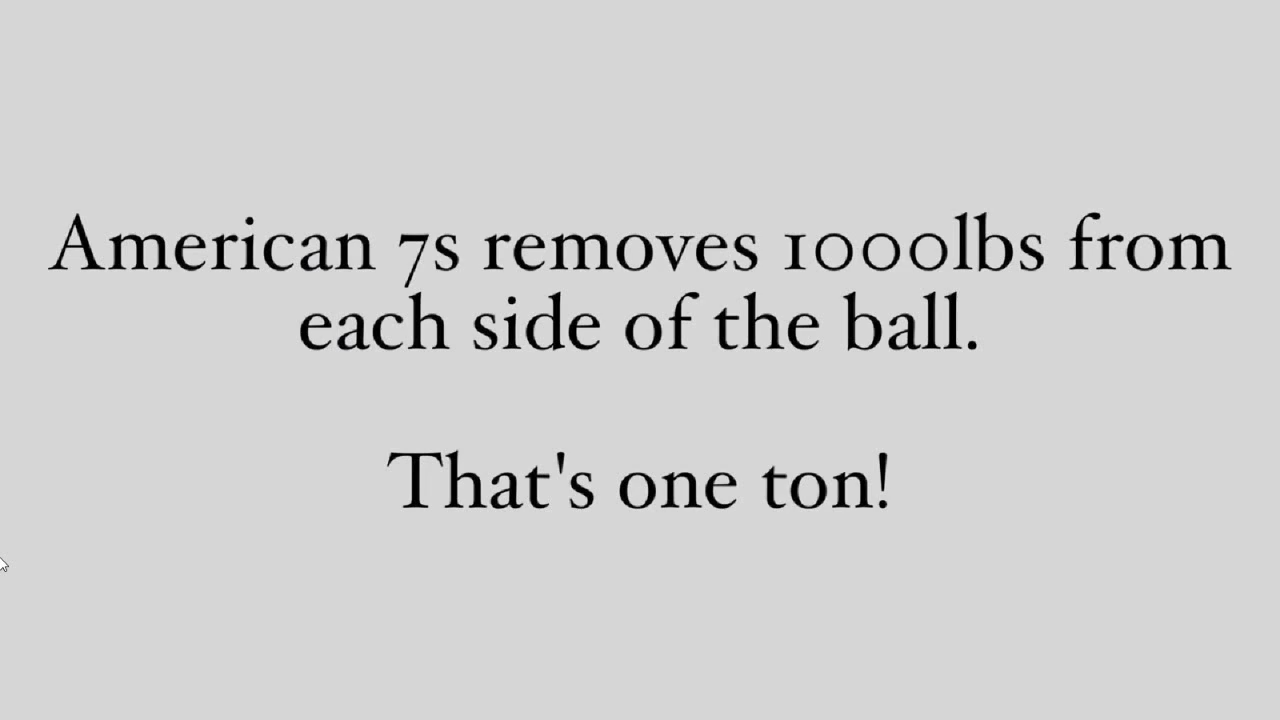 American 7s removes 1000lbs from
each side of the ball.
That's one ton!